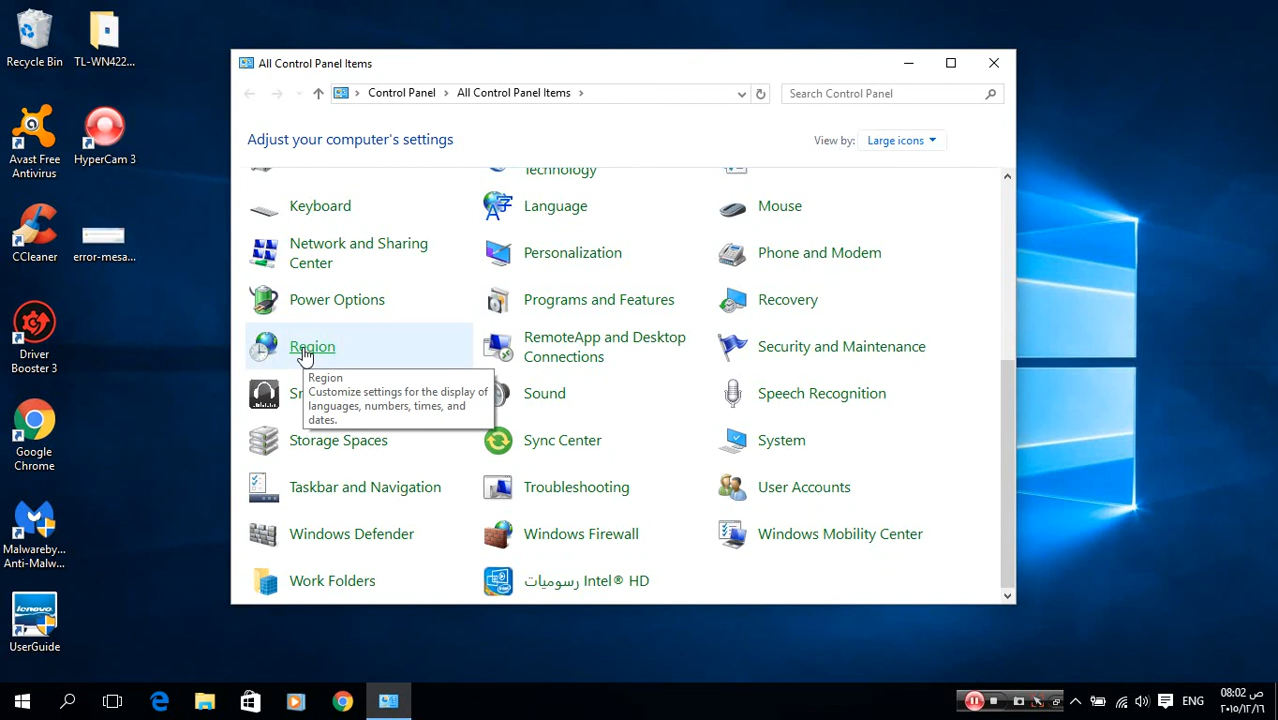 Recycle Bin
TL-WN422...
Avast Free
Antivirus
HyperCam 3
CCleaner
error-mesa...
Driver
Booster 3
Google
Chrome
Malwareby...
Anti-Malw...
UserGuide
All Control Panel Items
Control Panel
All Control Panel Items
Search Control Panel
Adjust your computer's settings
View by: Large icons
Technology
Keyboard
Language
Mouse
Network and Sharing
Center
Personalization
Phone and Modem
Power Options
Programs and Features
Recovery
Region
RemoteApp and Desktop
Connections
Security and Maintenance
Region
Customize settings for the display of
languages, numbers, times, and
dates.
Sound
Speech Recognition
Storage Spaces
Sync Center
System
Taskbar and Navigation
Troubleshooting
User Accounts
Windows Defender
Windows Firewall
Windows Mobility Center
Work Folders
رسوميات Intel® HD
ENG
08:02 ص
٢٠١٥/١٢/١٦